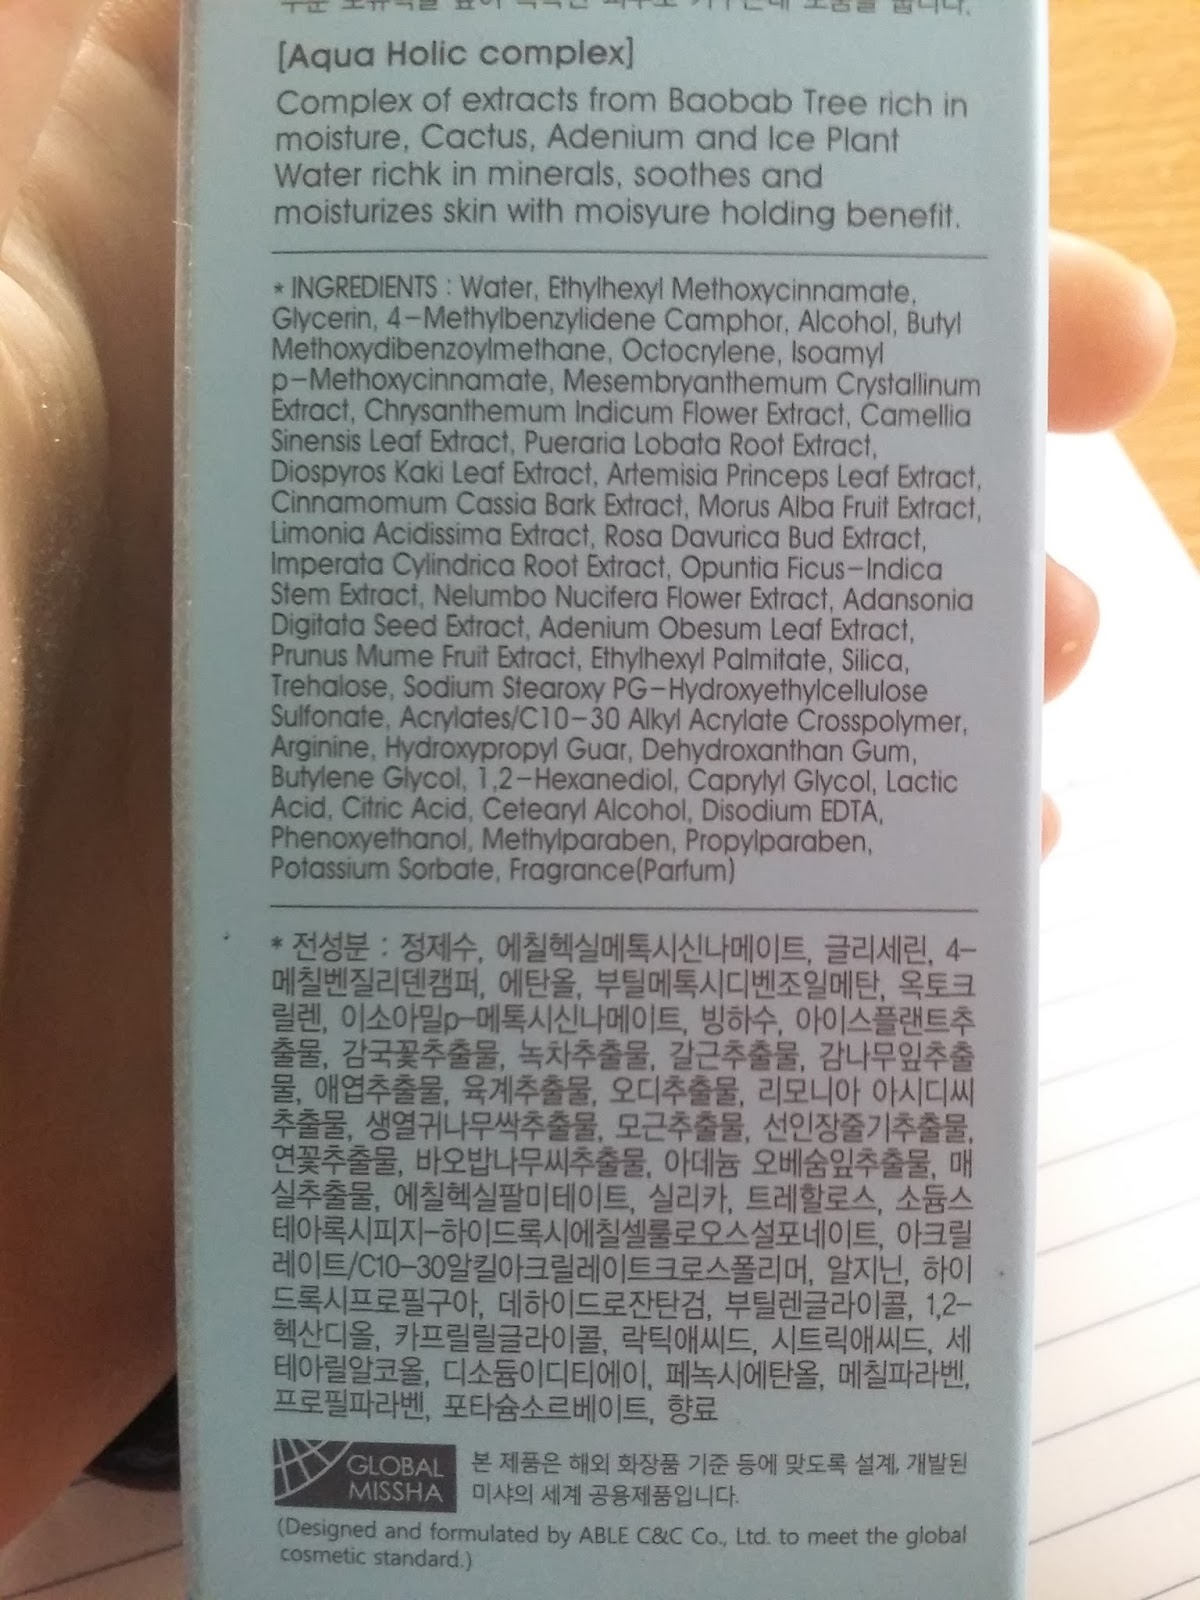 [Aqua Holic complex]
Complex of extracts from Baobab Tree rich in
moisture, Cactus, Adenium and Ice Plant
Water richk in minerals, soothes and
moisturizes skin with moisyure holding benefit.
* INGREDIENTS : Water, Ethylhexyl Methoxycinnamate,
Glycerin, 4-Methylbenzylidene Camphor, Alcohol, Butyl
Methoxydibenzoylmethane, Octocrylene, Isoamyl
p-Methoxycinnamate, Mesembryanthemum Crystallinum
Extract, Chrysanthemum Indicum Flower Extract, Camellia
Sinensis Leaf Extract, Pueraria Lobata Root Extract,
Diospyros Kaki Leaf Extract, Artemisia Princeps Leaf Extract,
Cinnamomum Cassia Bark Extract, Morus Alba Fruit Extract,
Limonia Acidissima Extract, Rosa Davurica Bud Extract,
Imperata Cylindrica Root Extract, Opuntia Ficus-Indica
Stem Extract, Nelumbo Nucifera Flower Extract, Adansonia
Digitata Seed Extract, Adenium Obesum Leaf Extract,
Prunus Mume Fruit Extract, Ethylhexyl Palmitate, Silica,
Trehalose, Sodium Stearoxy PG-Hydroxyethylcellulose
Sulfonate, Acrylates/C10-30 Alkyl Acrylate Crosspolymer,
Arginine, Hydroxypropyl Guar, Dehydroxanthan Gum,
Butylene Glycol, 1,2-Hexanediol, Caprylyl Glycol, Lactic
Acid, Citric Acid, Cetearyl Alcohol, Disodium EDTA,
Phenoxyethanol, Methylparaben, Propylparaben,
Potassium Sorbate, Fragrance(Parfum)
* 전성분 : 정제수, 에칠헥실메톡시신나메이트, 글리세린, 4-
메칠벤질리덴캠퍼, 에탄올, 부틸메톡시디벤조일메탄, 옥토크
릴렌, 이소아밀p-메톡시신나메이트, 빙하수, 아이스플랜트추
출물, 감국꽃추출물, 녹차추출물, 갈근추출물, 감나무잎추출
물, 애엽추출물, 육계추출물, 오디추출물, 리모니아 아시디씨
추출물, 생열귀나무싹추출물, 모근추출물, 선인장줄기추출물,
연꽃추출물, 바오밥나무씨추출물, 아데늄 오베숨잎추출물, 매
실추출물, 에칠헥실팔미테이트, 실리카, 트레할로스, 소듐스
테아록시피지-하이드록시에칠셀룰로오스설포네이트, 아크릴
레이트/C10-30알킬아크릴레이트크로스폴리머, 알지닌, 하이
드록시프로필구아, 데하이드로잔탄검, 부틸렌글라이콜, 1,2-
헥산디올, 카프릴릴글라이콜, 락틱애씨드, 시트릭애씨드, 세
테아릴알코올, 디소듐이디티에이, 페녹시에탄올, 메칠파라벤,
프로필파라벤, 포타슘소르베이트, 향료
GLOBAL
MISSHA
본 제품은 해외 화장품 기준 등에 맞도록 설계, 개발된
미샤의 세계 공용제품입니다.
(Designed and formulated by ABLE C&C Co., Ltd. to meet the global
cosmetic standard.)